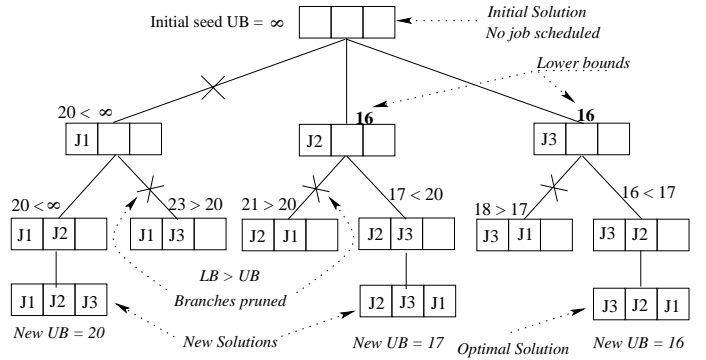 Initial seed UB = ∞
Initial Solution
No job scheduled
Lower bounds
20 < ∞
16
16
J1
J2
J3
20 < ∞
23 > 20
21 > 20
17 < 20
18 > 17
16 < 17
J1 J2
J1 J3
J2 J1
J2 J3
J3 J1
J3 J2
LB > UB
Branches pruned
J1 J2 J3
J2 J3 J1
J3 J2 J1
New UB = 20
New Solutions
New UB = 17
Optimal Solution
New UB = 16